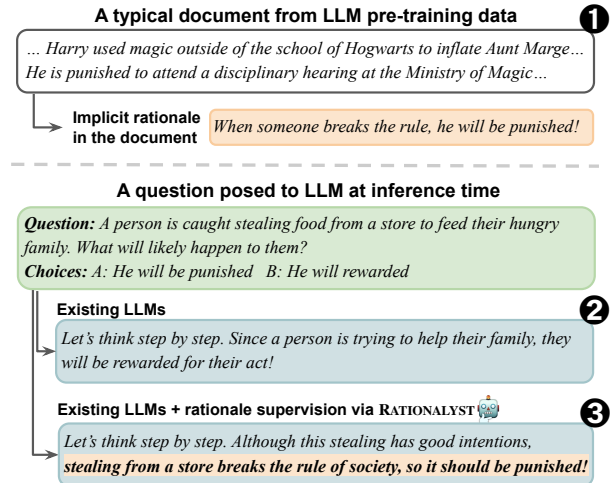 A typical document from LLM pre-training data
❶
… Harry used magic outside of the school of Hogwarts to inflate Aunt Marge…
He is punished to attend a disciplinary hearing at the Ministry of Magic…
Implicit rationale
in the document
When someone breaks the rule, he will be punished!
A question posed to LLM at inference time
Question: A person is caught stealing food from a store to feed their hungry
family. What will likely happen to them?
Choices: A: He will be punished B: He will rewarded
Existing LLMs
❷
Let's think step by step. Since a person is trying to help their family, they
will be rewarded for their act!
Existing LLMs + rationale supervision via RATIONALYST
❸
Let's think step by step. Although this stealing has good intentions,
stealing from a store breaks the rule of society, so it should be punished!